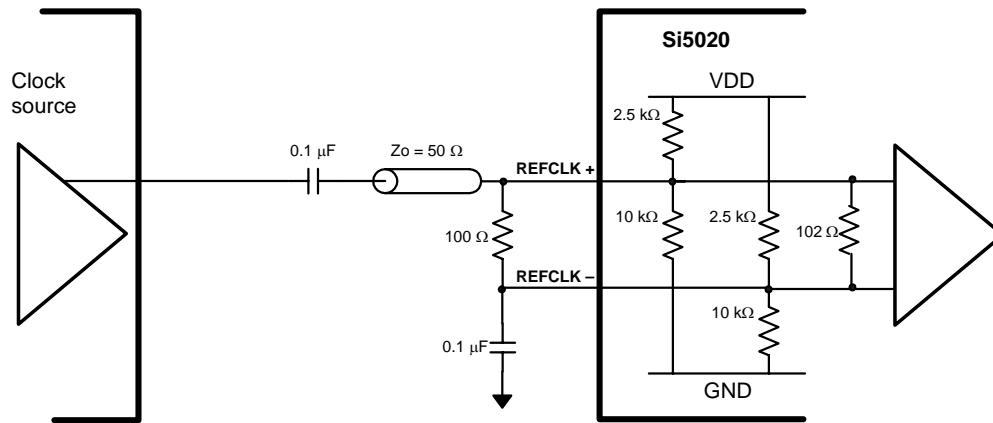 Si5020
Clock
source
VDD
2.5 kΩ
0.1 μF
Zo = 50 Ω
REFCLK +
10 kΩ
2.5 kΩ
102 Ω
100 Ω
REFCLK –
10 kΩ
0.1 μF
GND